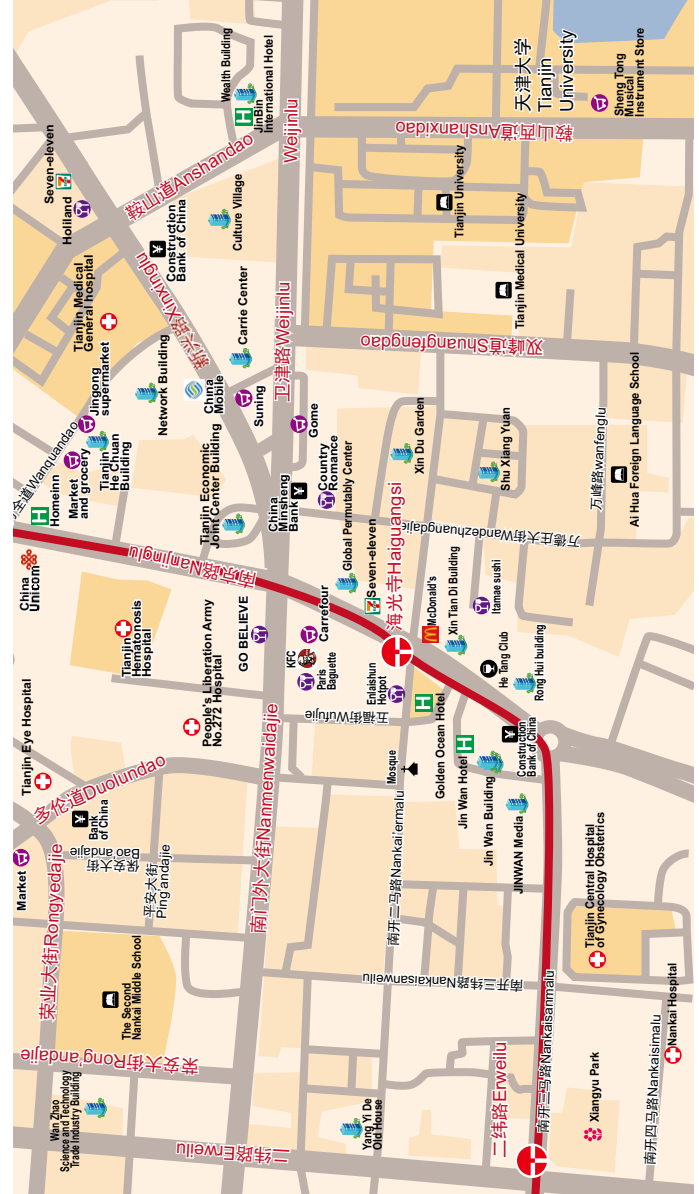 Wealth Building
JinBin
International Hotel
Weijinlu
天津大学
Tianjin
University
Sheng Tong
Musical
Instrument Store
鞍山西道Anshanxidao
Seven-eleven
Holliland
鞍山道Anshandao
Construction
Bank of China
Culture Village
Tianjin University
Tianjin Medical University
Tianjin Medical
General hospital
新兴路Xinxinglu
Carrie Center
卫津路Weijinlu
双峰道Shuangfengdao
Network Building
China
Mobile
Suning
Gome
Jingong
supermarket
全道Wanquandao
Market
and grocery
Tianjin
He Chuan
Building
Homeinn
Tianjin Economic
Joint Center Building
China
Minsheng
Bank
Country
Romance
Global Permutably Center
Xin Du Garden
Shu Xiang Yuan
万峰路wanfenglu
Ai Hua Foreign Language School
万德庄大街Wandezhuangdajie
南京路Nanjinglu
China
Unicom
Tianjin
Hematonosis
Hospital
People's Liberation Army
No.272 Hospital
GO BELIEVE
Carrefour
KFC
Paris
Baguette
Seven-eleven
海光寺Haiguangsi
McDonald's
Xin Tian Di Building
Itamae sushi
He Tang Club
Rong Hui building
Enlaishun
Hotpot
五福街Wufujie
Golden Ocean Hotel
Mosque
Jin Wan Hotel
Jin Wan Building
Construction
Bank of China
JINWAN Media
Tianjin Eye Hospital
多伦道Duolundao
Bank
of China
Market
荣安大街
Dao andajie
平安大街
Ping'andajie
南门外大街Nanmenwaidajie
南开二马路Nankai'ermalu
荣业大街Rongyedajie
The Second
Nankai Middle School
荣安大街Rong'andajie
南开三纬路Nankaisanweilu
Tianjin Central Hospital
of Gynecology Obstetrics
南开三马路Nankaisanmalu
南开四马路Nankaisimalu
Nankai Hospital
Xiangyu Park
二纬路Erweilu
Wan Zhao
Science and Technology
Trade Industry Building
Yang Yi De
Old House
二纬路Erweilu